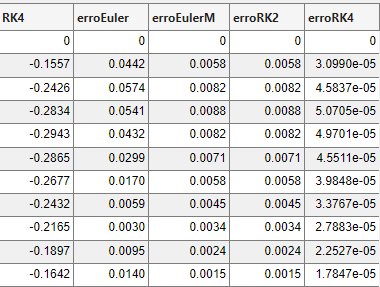 RK4 erroEuler erroEulerM erroRK2 erroRK4
0 0 0 0 0
-0.1557 0.0442 0.0058 0.0058 3.0990e-05
-0.2426 0.0574 0.0082 0.0082 4.5837e-05
-0.2834 0.0541 0.0088 0.0088 5.0705e-05
-0.2943 0.0432 0.0082 0.0082 4.9701e-05
-0.2865 0.0299 0.0071 0.0071 4.5511e-05
-0.2677 0.0170 0.0058 0.0058 3.9848e-05
-0.2432 0.0059 0.0045 0.0045 3.3767e-05
-0.2165 0.0030 0.0034 0.0034 2.7883e-05
-0.1897 0.0095 0.0024 0.0024 2.2527e-05
-0.1642 0.0140 0.0015 0.0015 1.7847e-05